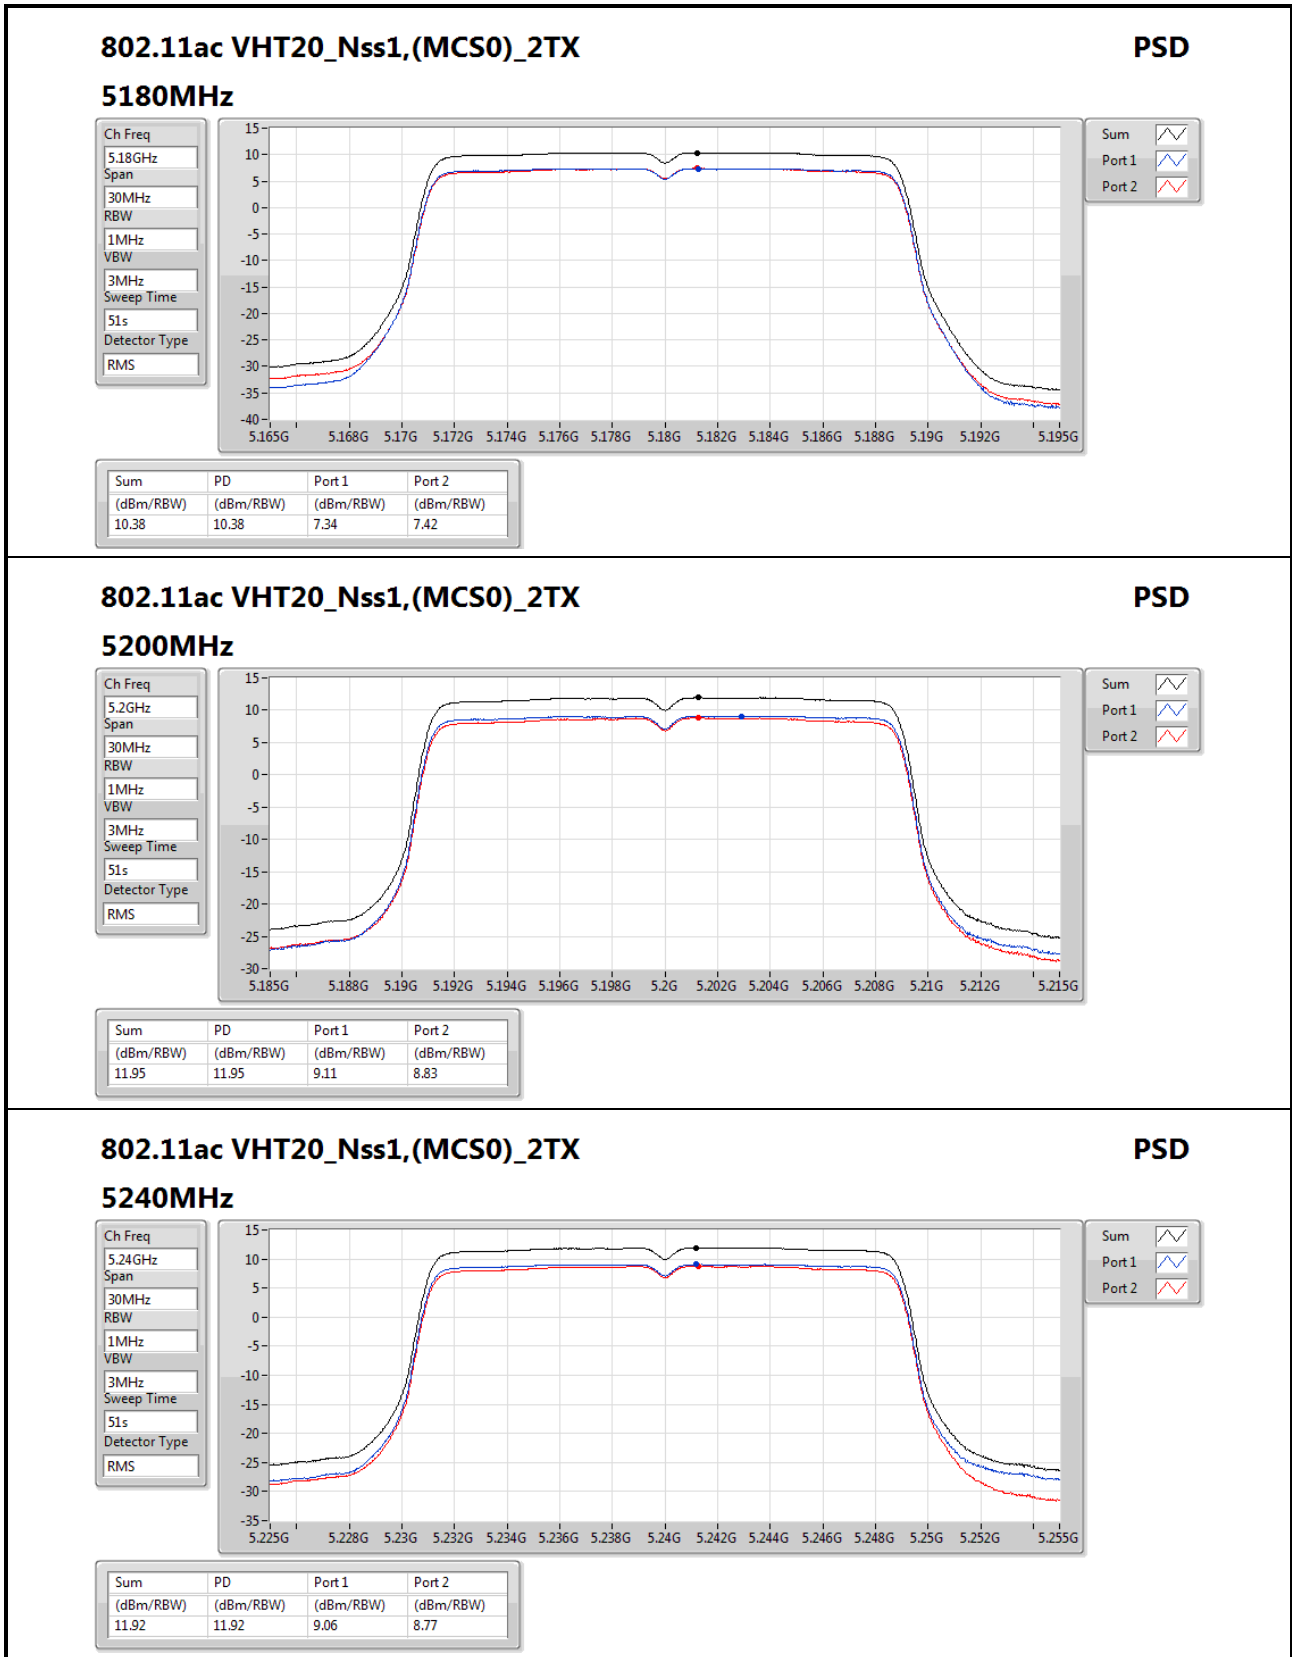 802.11ac VHT20_Nss1,(MCS0)_2TX PSD
5180MHz
Ch Freq
5.18GHz
Span
30MHz
RBW
1MHz
VBW
3MHz
Sweep Time
51s
Detector Type
RMS
15
10
5
0
-5
-10
-15
-20
-25
-30
-35
-40
5.165G 5.168G 5.17G 5.172G 5.174G 5.176G 5.178G 5.18G 5.182G 5.184G 5.186G 5.188G 5.19G 5.192G 5.195G
Sum
Port 1
Port 2
Sum PD Port 1 Port 2
(dBm/RBW) (dBm/RBW) (dBm/RBW) (dBm/RBW)
10.38 10.38 7.34 7.42
802.11ac VHT20_Nss1,(MCS0)_2TX PSD
5200MHz
Ch Freq
5.2GHz
Span
30MHz
RBW
1MHz
VBW
3MHz
Sweep Time
51s
Detector Type
RMS
15
10
5
0
-5
-10
-15
-20
-25
-30
5.185G 5.188G 5.19G 5.192G 5.194G 5.196G 5.198G 5.2G 5.202G 5.204G 5.206G 5.208G 5.21G 5.212G 5.215G
Sum
Port 1
Port 2
Sum PD Port 1 Port 2
(dBm/RBW) (dBm/RBW) (dBm/RBW) (dBm/RBW)
11.95 11.95 9.11 8.83
802.11ac VHT20_Nss1,(MCS0)_2TX PSD
5240MHz
Ch Freq
5.24GHz
Span
30MHz
RBW
1MHz
VBW
3MHz
Sweep Time
51s
Detector Type
RMS
15
10
5
0
-5
-10
-15
-20
-25
-30
-35
5.225G 5.228G 5.23G 5.232G 5.234G 5.236G 5.238G 5.24G 5.242G 5.244G 5.246G 5.248G 5.25G 5.252G 5.255G
Sum
Port 1
Port 2
Sum PD Port 1 Port 2
(dBm/RBW) (dBm/RBW) (dBm/RBW) (dBm/RBW)
11.92 11.92 9.06 8.77